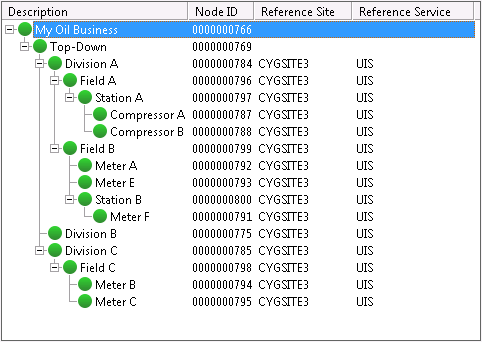 Description Node ID Reference Site Reference Service
My Oil Business 0000000766
Top-Down 0000000769
Division A 0000000784 CYGSITE3 UIS
Field A 0000000796 CYGSITE3 UIS
Station A 0000000797 CYGSITE3 UIS
Compressor A 0000000787 CYGSITE3 UIS
Compressor B 0000000788 CYGSITE3 UIS
Field B 0000000799 CYGSITE3 UIS
Meter A 0000000792 CYGSITE3 UIS
Meter E 0000000793 CYGSITE3 UIS
Station B 0000000800 CYGSITE3 UIS
Meter F 0000000791 CYGSITE3 UIS
Division B 0000000775 CYGSITE3 UIS
Division C 0000000785 CYGSITE3 UIS
Field C 0000000798 CYGSITE3 UIS
Meter B 0000000794 CYGSITE3 UIS
Meter C 0000000795 CYGSITE3 UIS